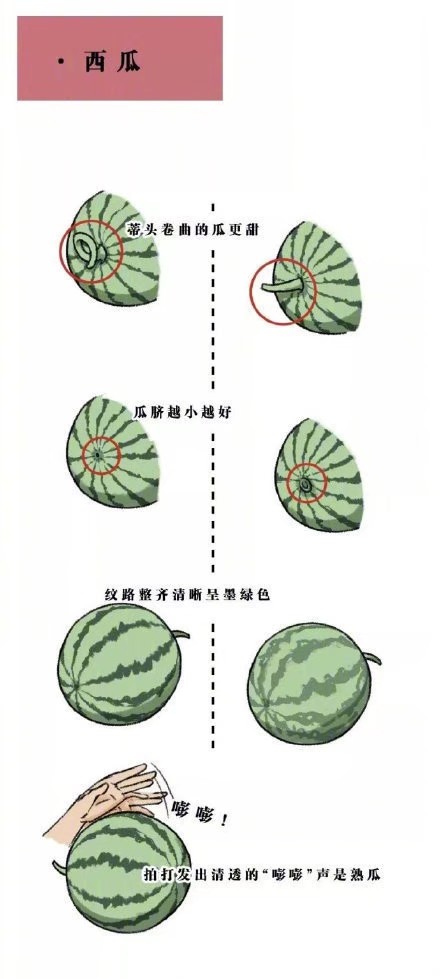 · 西瓜
蒂头卷曲的瓜更甜
瓜脐越小越好
纹路整齐清晰呈墨绿色
嘭嘭！
拍打发出清透的“嘭嘭”声是熟瓜